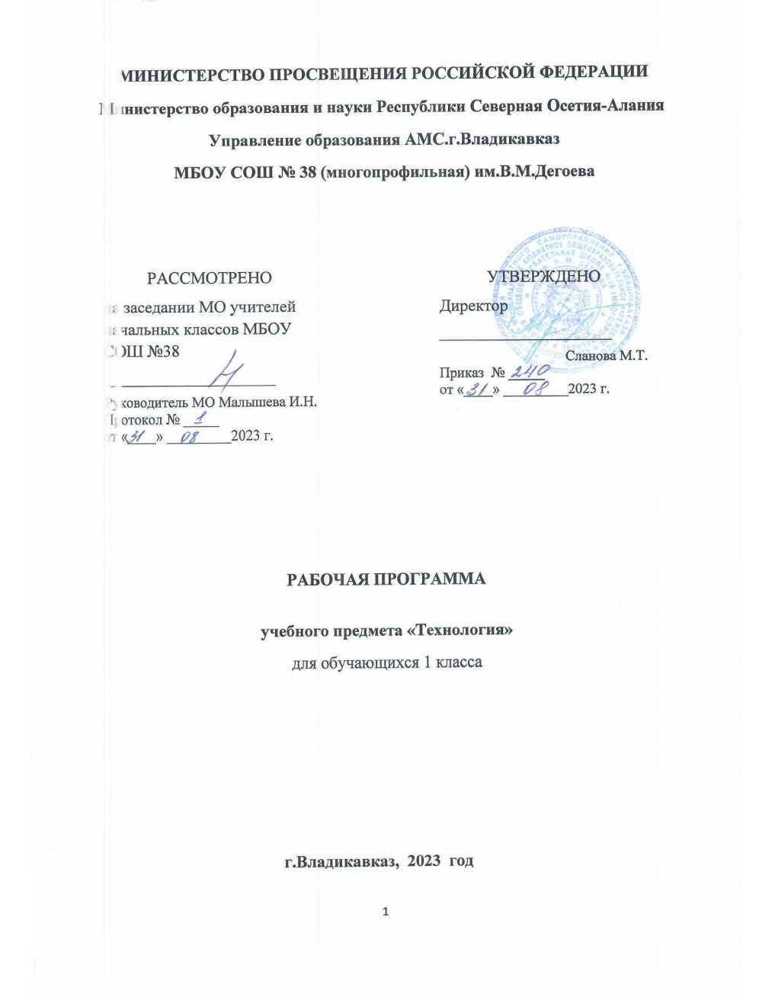 МИНИСТЕРСТВО ПРОСВЕЩЕНИЯ РОССИЙСКОЙ ФЕДЕРАЦИИ
Министерство образования и науки Республики Северная Осетия-Алания
Управление образования АМС.г.Владикавказ
МБОУ СОШ № 38 (многопрофильная) им.В.М.Дегоева
РАССМОТРЕНО
на заседании МО учителей
начальных классов МБОУ
СОШ №38
Руководитель МО Малышева И.Н.
Протокол № 1
от «31» 08 2023 г.
УТВЕРЖДЕНО
Директор
Сланова М.Т.
Приказ № 240
от «31» 08 2023 г.
РАБОЧАЯ ПРОГРАММА
учебного предмета «Технология»
для обучающихся 1 класса
г.Владикавказ, 2023 год
1